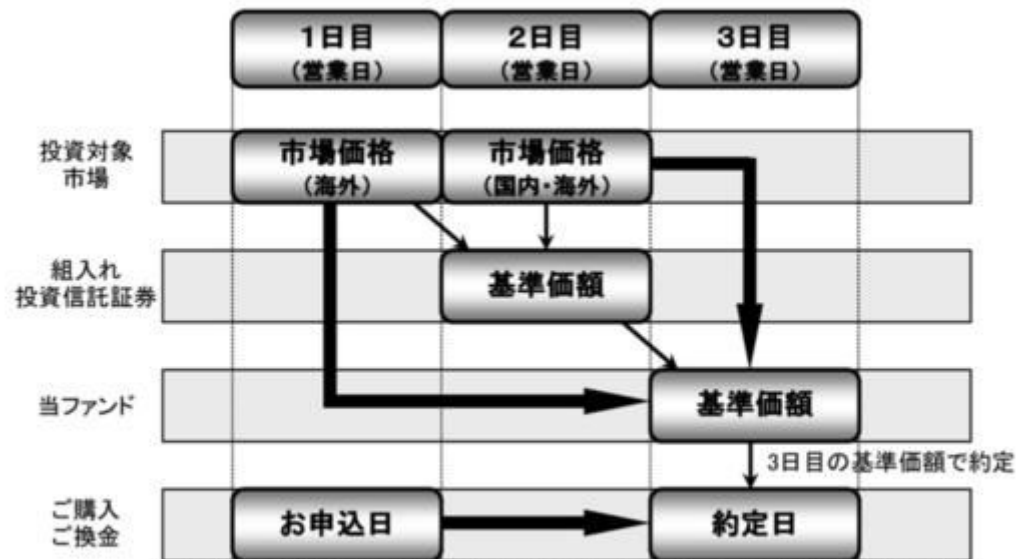 1日目
(営業日)
2日目
(営業日)
3日目
(営業日)
投資対象
市場
市場価格
(海外)
市場価格
(国内・海外)
組入れ
投資信託証券
基準価額
当ファンド
基準価額
3日目の基準価額で約定
ご購入
ご換金
お申込日
約定日